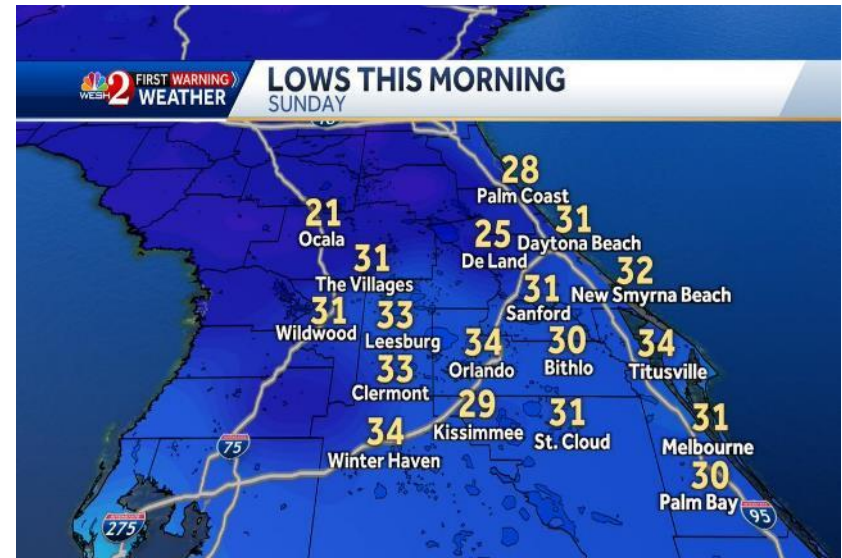 WESH 2 FIRST WARNING
WEATHER
LOWS THIS MORNING
SUNDAY
28
Palm Coast
21
Ocala
25
De Land
31
Daytona Beach
31
The Villages
32
New Smyrna Beach
31
Sanford
31
Wildwood
33
Leesburg
34
Orlando
30
Bithlo
34
Titusville
33
Clermont
29
Kissimmee
31
St. Cloud
31
Melbourne
34
Winter Haven
30
Palm Bay
75
275
95